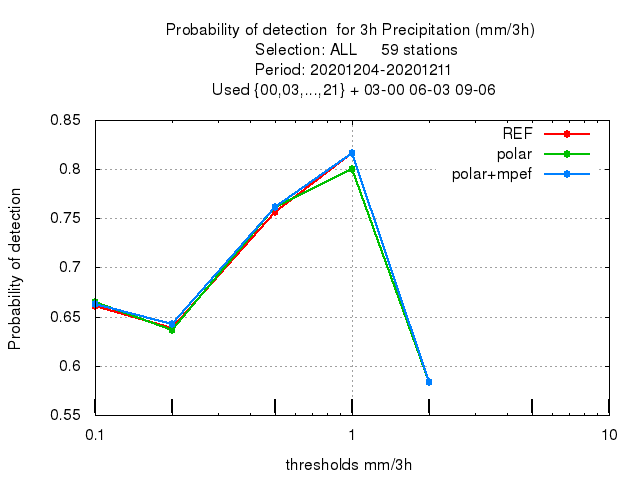 Probability of detection  for 3h Precipitation (mm/3h)
Selection: ALL     59 stations
Period: 20201204-20201211
Used {00,03,...,21} + 03-00 06-03 09-06
REF
polar
polar+mpef
0.85
0.8
0.75
0.7
0.65
0.6
0.55
Probability of detection
0.1
1
10
thresholds mm/3h